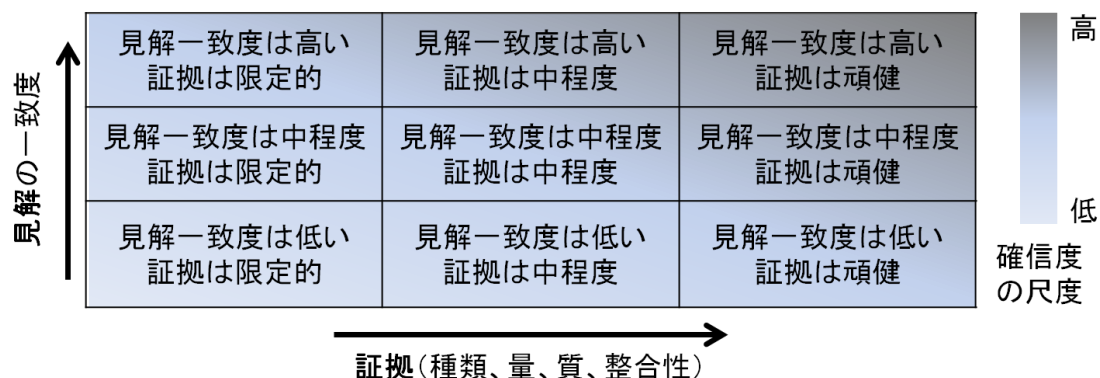 見解の一致度
見解一致度は高い
証拠は限定的
見解一致度は高い
証拠は中程度
見解一致度は高い
証拠は頑健
見解一致度は中程度
証拠は限定的
見解一致度は中程度
証拠は中程度
見解一致度は中程度
証拠は頑健
見解一致度は低い
証拠は限定的
見解一致度は低い
証拠は中程度
見解一致度は低い
証拠は頑健
証拠(種類、量、質、整合性)
高
低
確信度
の尺度